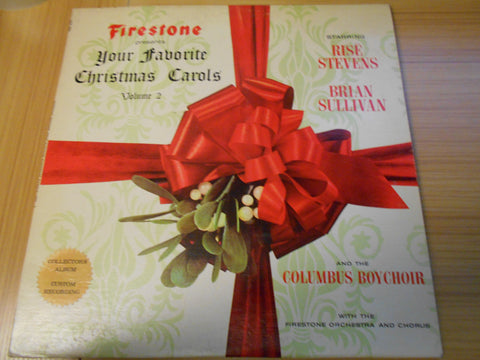 Firestone
presents
Your Favorite
Christmas Carols
Volume 2
STARRING
RISE
STEVENS
BRIAN
SULLIVAN
AND THE
COLUMBUS BOYCHOIR
WITH THE
FIRESTONE ORCHESTRA AND CHORUS
COLLECTORS
ALBUM
CUSTOM
RECORDING